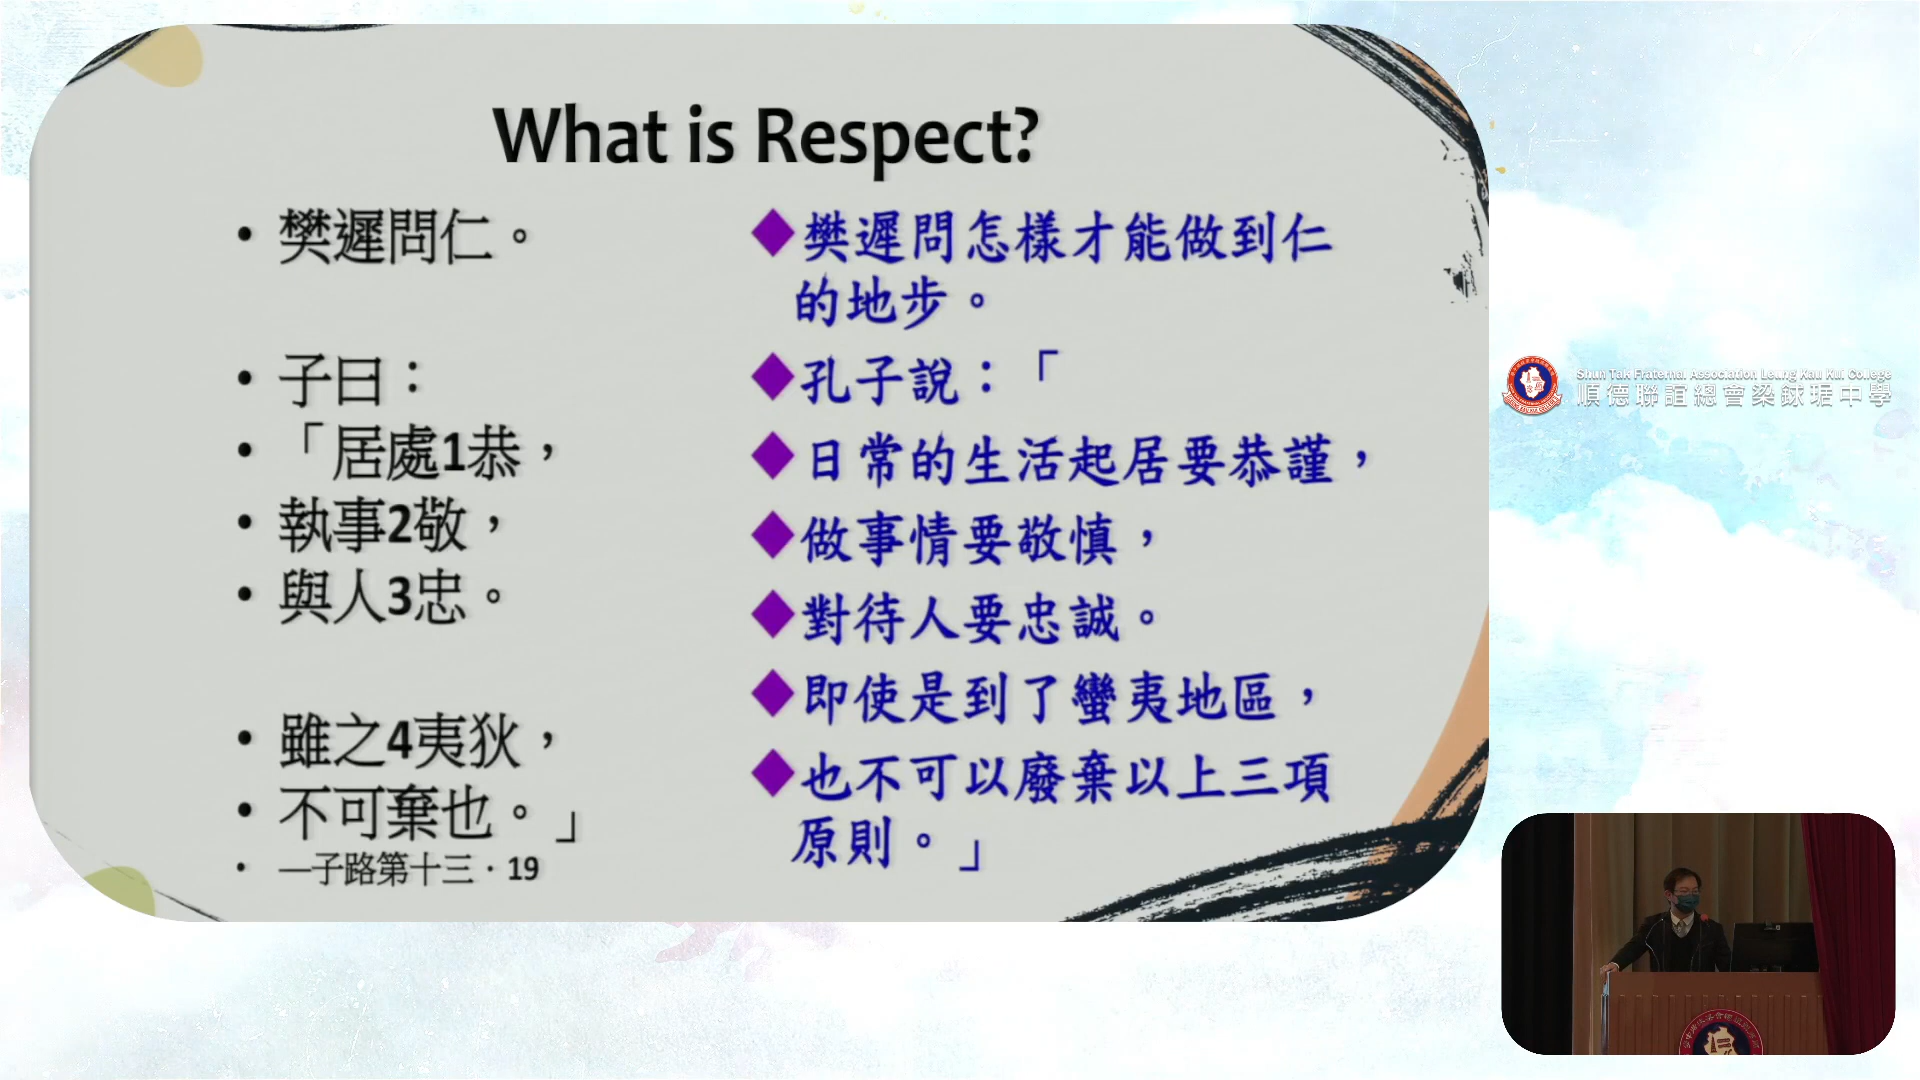 What is Respect?
• 樊遲問仁。
• 子曰：
• 「居處1恭，
• 執事2敬，
• 與人3忠。
• 雖之4夷狄，
• 不可棄也。」
• —子路第十三．19
◆樊遲問怎樣才能做到仁
的地步。
◆孔子說：「
◆日常的生活起居要恭謹，
◆做事情要敬慎，
◆對待人要忠誠。
◆即使是到了蠻夷地區，
◆也不可以廢棄以上三項
原則。」
Shun Tak Fraternal Association Leung Kau Kui College
順德聯誼總會梁銶琚中學